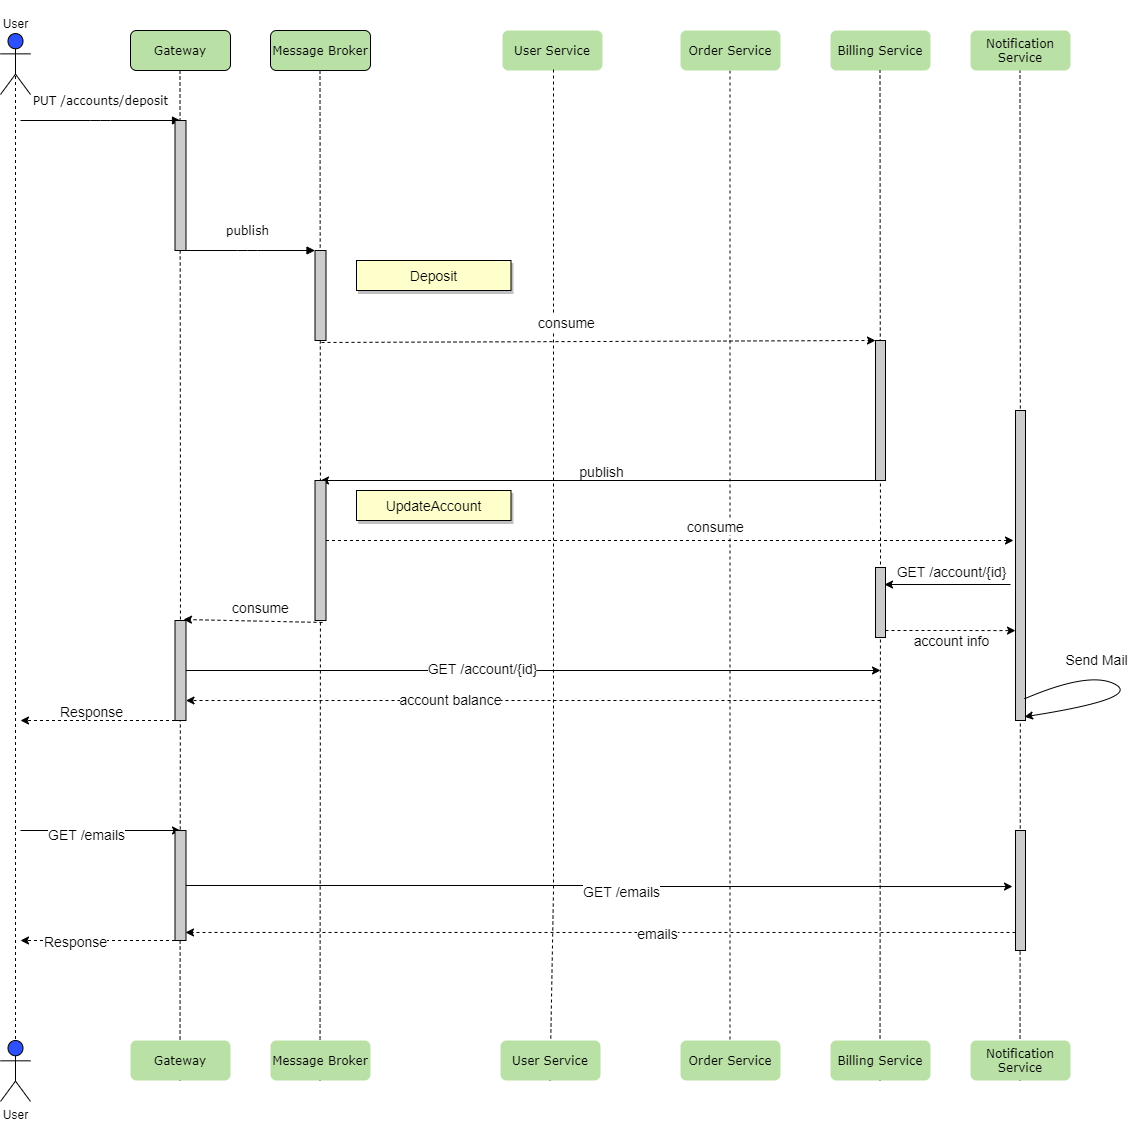 User
Gateway
Message Broker
User Service
Order Service
Billing Service
Notification
Service
PUT /accounts/deposit
publish
Deposit
consume
publish
UpdateAccount
consume
GET /account/{id}
consume
account info
Send Mail
GET /account/{id}
account balance
Response
GET /emails
GET /emails
emails
Response
Gateway
Message Broker
User Service
Order Service
Billing Service
Notification
Service
User